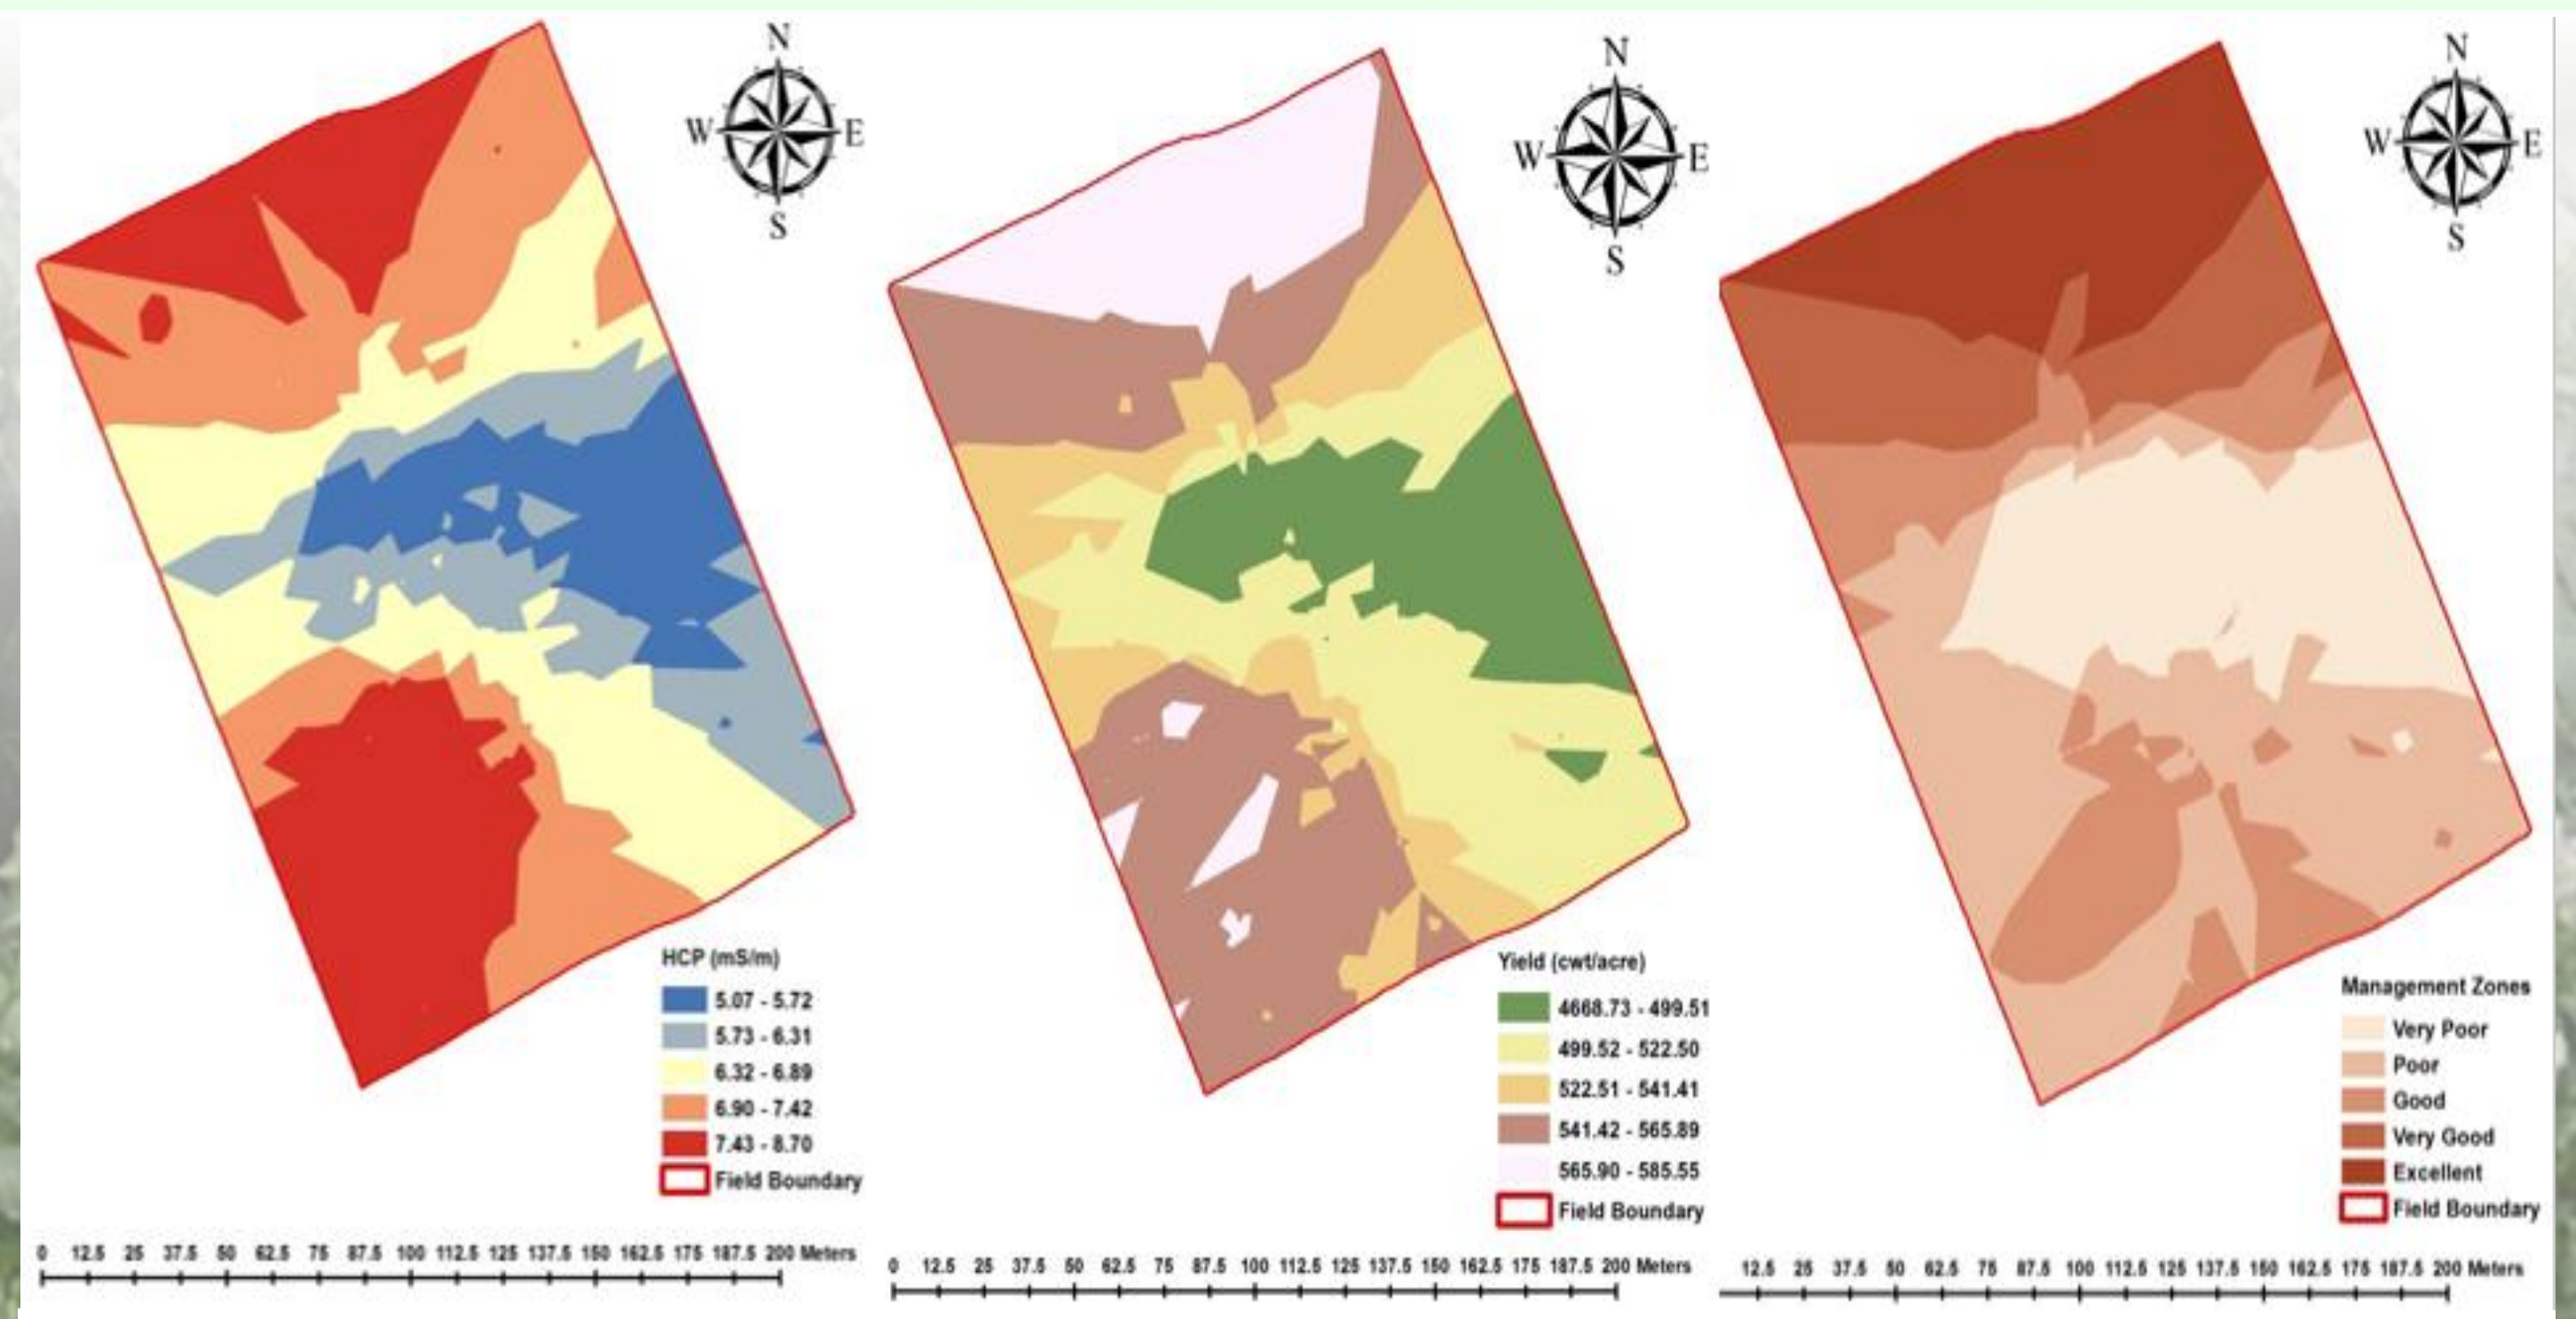 N
W E
S
HCP (mS/m)
5.07 - 5.72
5.73 - 6.31
6.32 - 6.89
6.90 - 7.42
7.43 - 8.70
Field Boundary
0 12.5 25 37.5 50 62.5 75 87.5 100 112.5 125 137.5 150 162.5 175 187.5 200 Meters
N
W E
S
Yield (cwt/acre)
4668.73 - 499.51
499.52 - 522.50
522.51 - 541.41
541.42 - 565.89
565.90 - 585.55
Field Boundary
0 12.5 25 37.5 50 62.5 75 87.5 100 112.5 125 137.5 150 162.5 175 187.5 200 Meters
N
W E
S
Management Zones
Very Poor
Poor
Good
Very Good
Excellent
Field Boundary
12.5 25 37.5 50 62.5 75 87.5 100 112.5 125 137.5 150 162.5 175 187.5 200 Meters